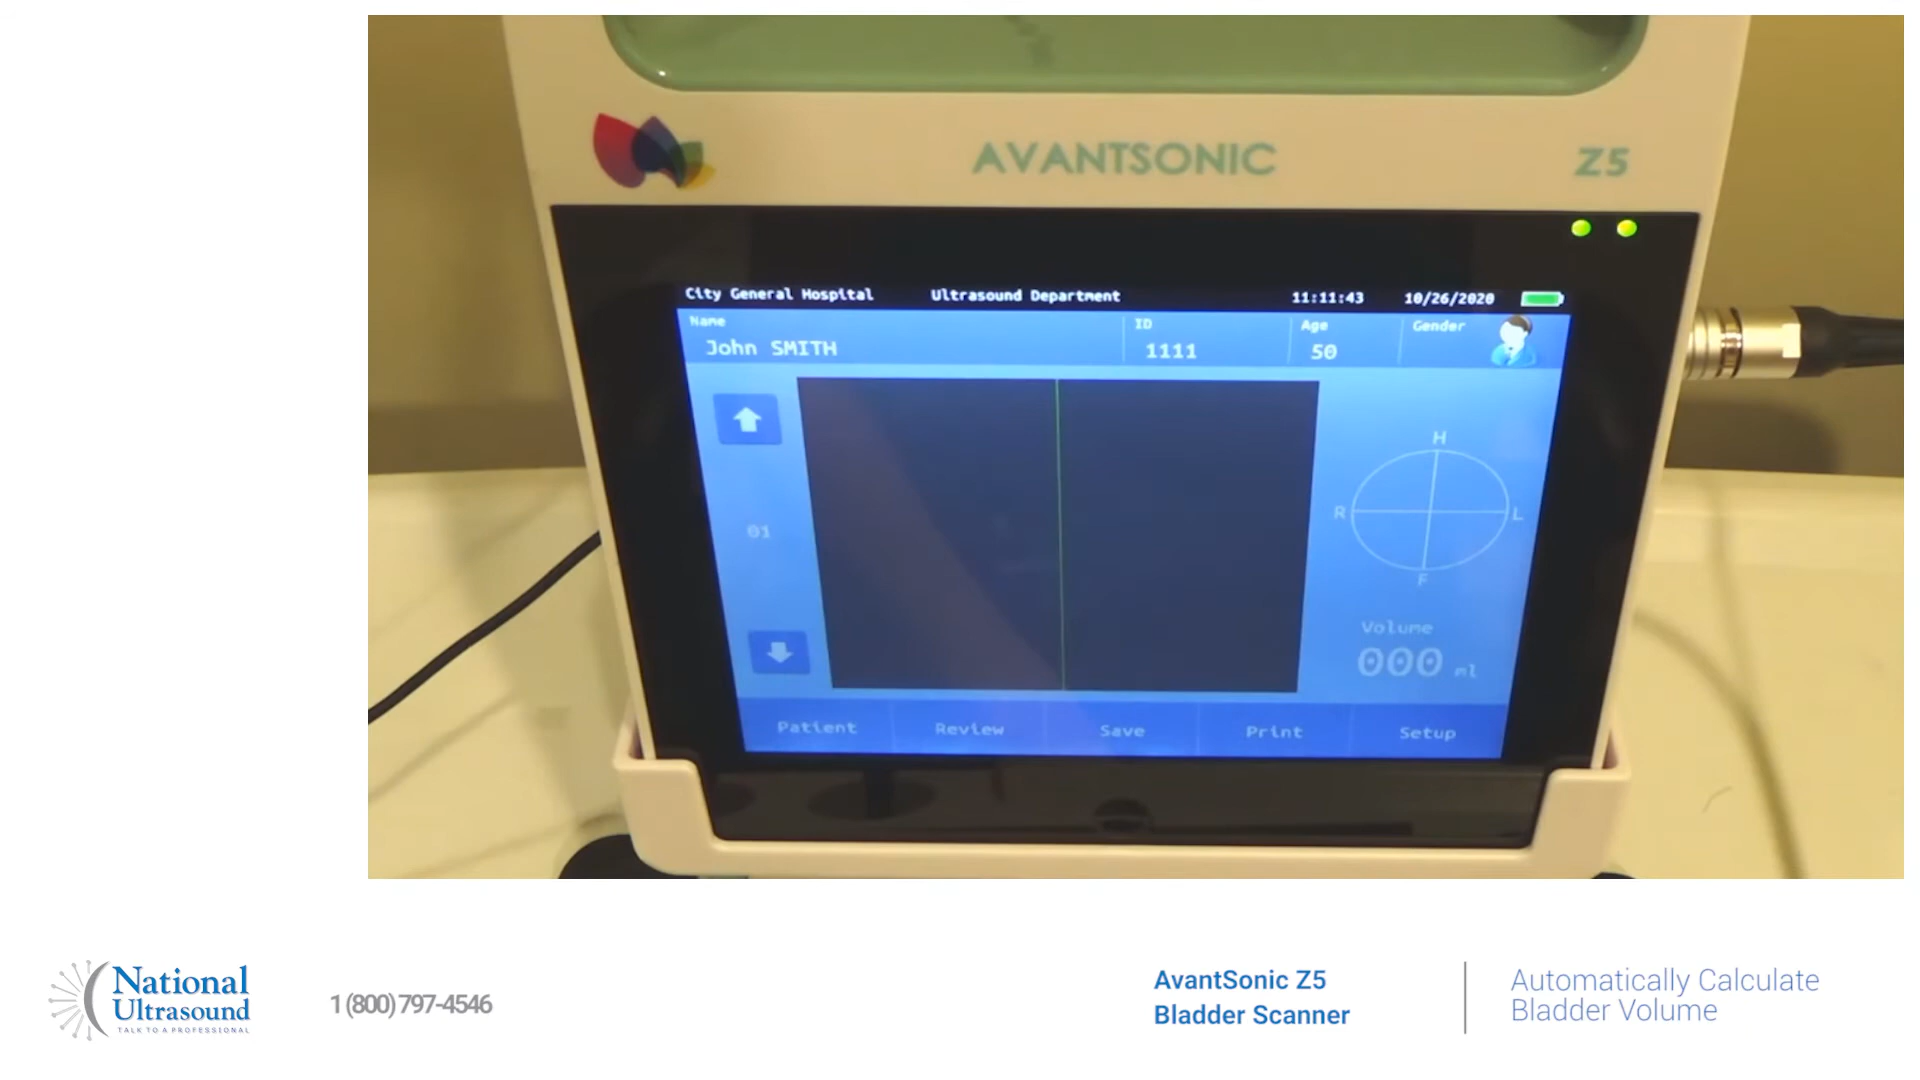 AVANTSONIC
Z5
City General Hospital Ultrasound Department 11:11:43 10/26/2020
Name ID Age Gender
John SMITH 1111 50
H
R L
F
01
Volume
000 ml
Patient Review Save Print Setup
National
Ultrasound
TALK TO A PROFESSIONAL
1 (800) 797-4546
AvantSonic Z5
Bladder Scanner
Automatically Calculate
Bladder Volume